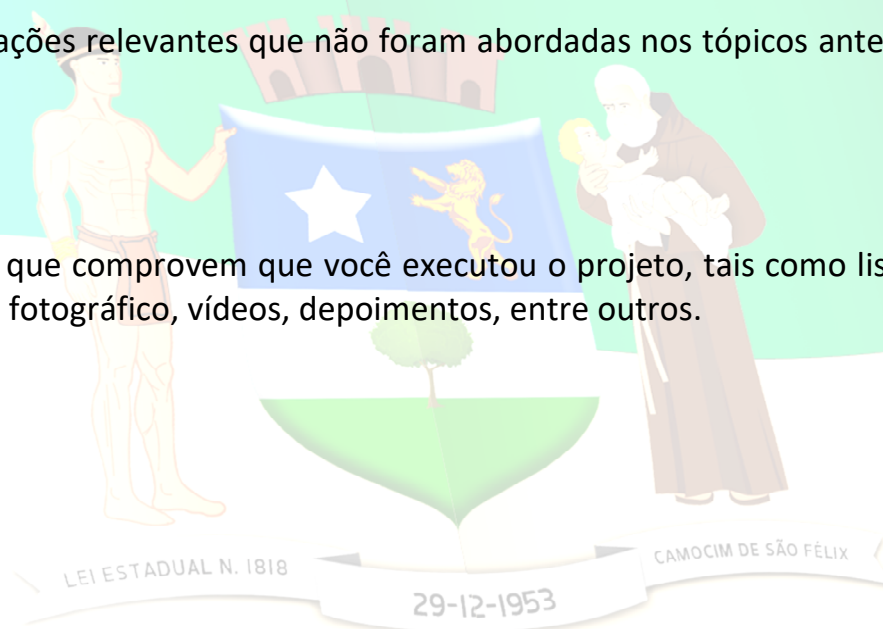 ações relevantes que não foram abordadas nos tópicos ante
que comprovem que você executou o projeto, tais como lis
fotográfico, vídeos, depoimentos, entre outros.
LEI ESTADUAL N. 1818
29-12-1953
CAMOCIM DE SÃO FÉLIX